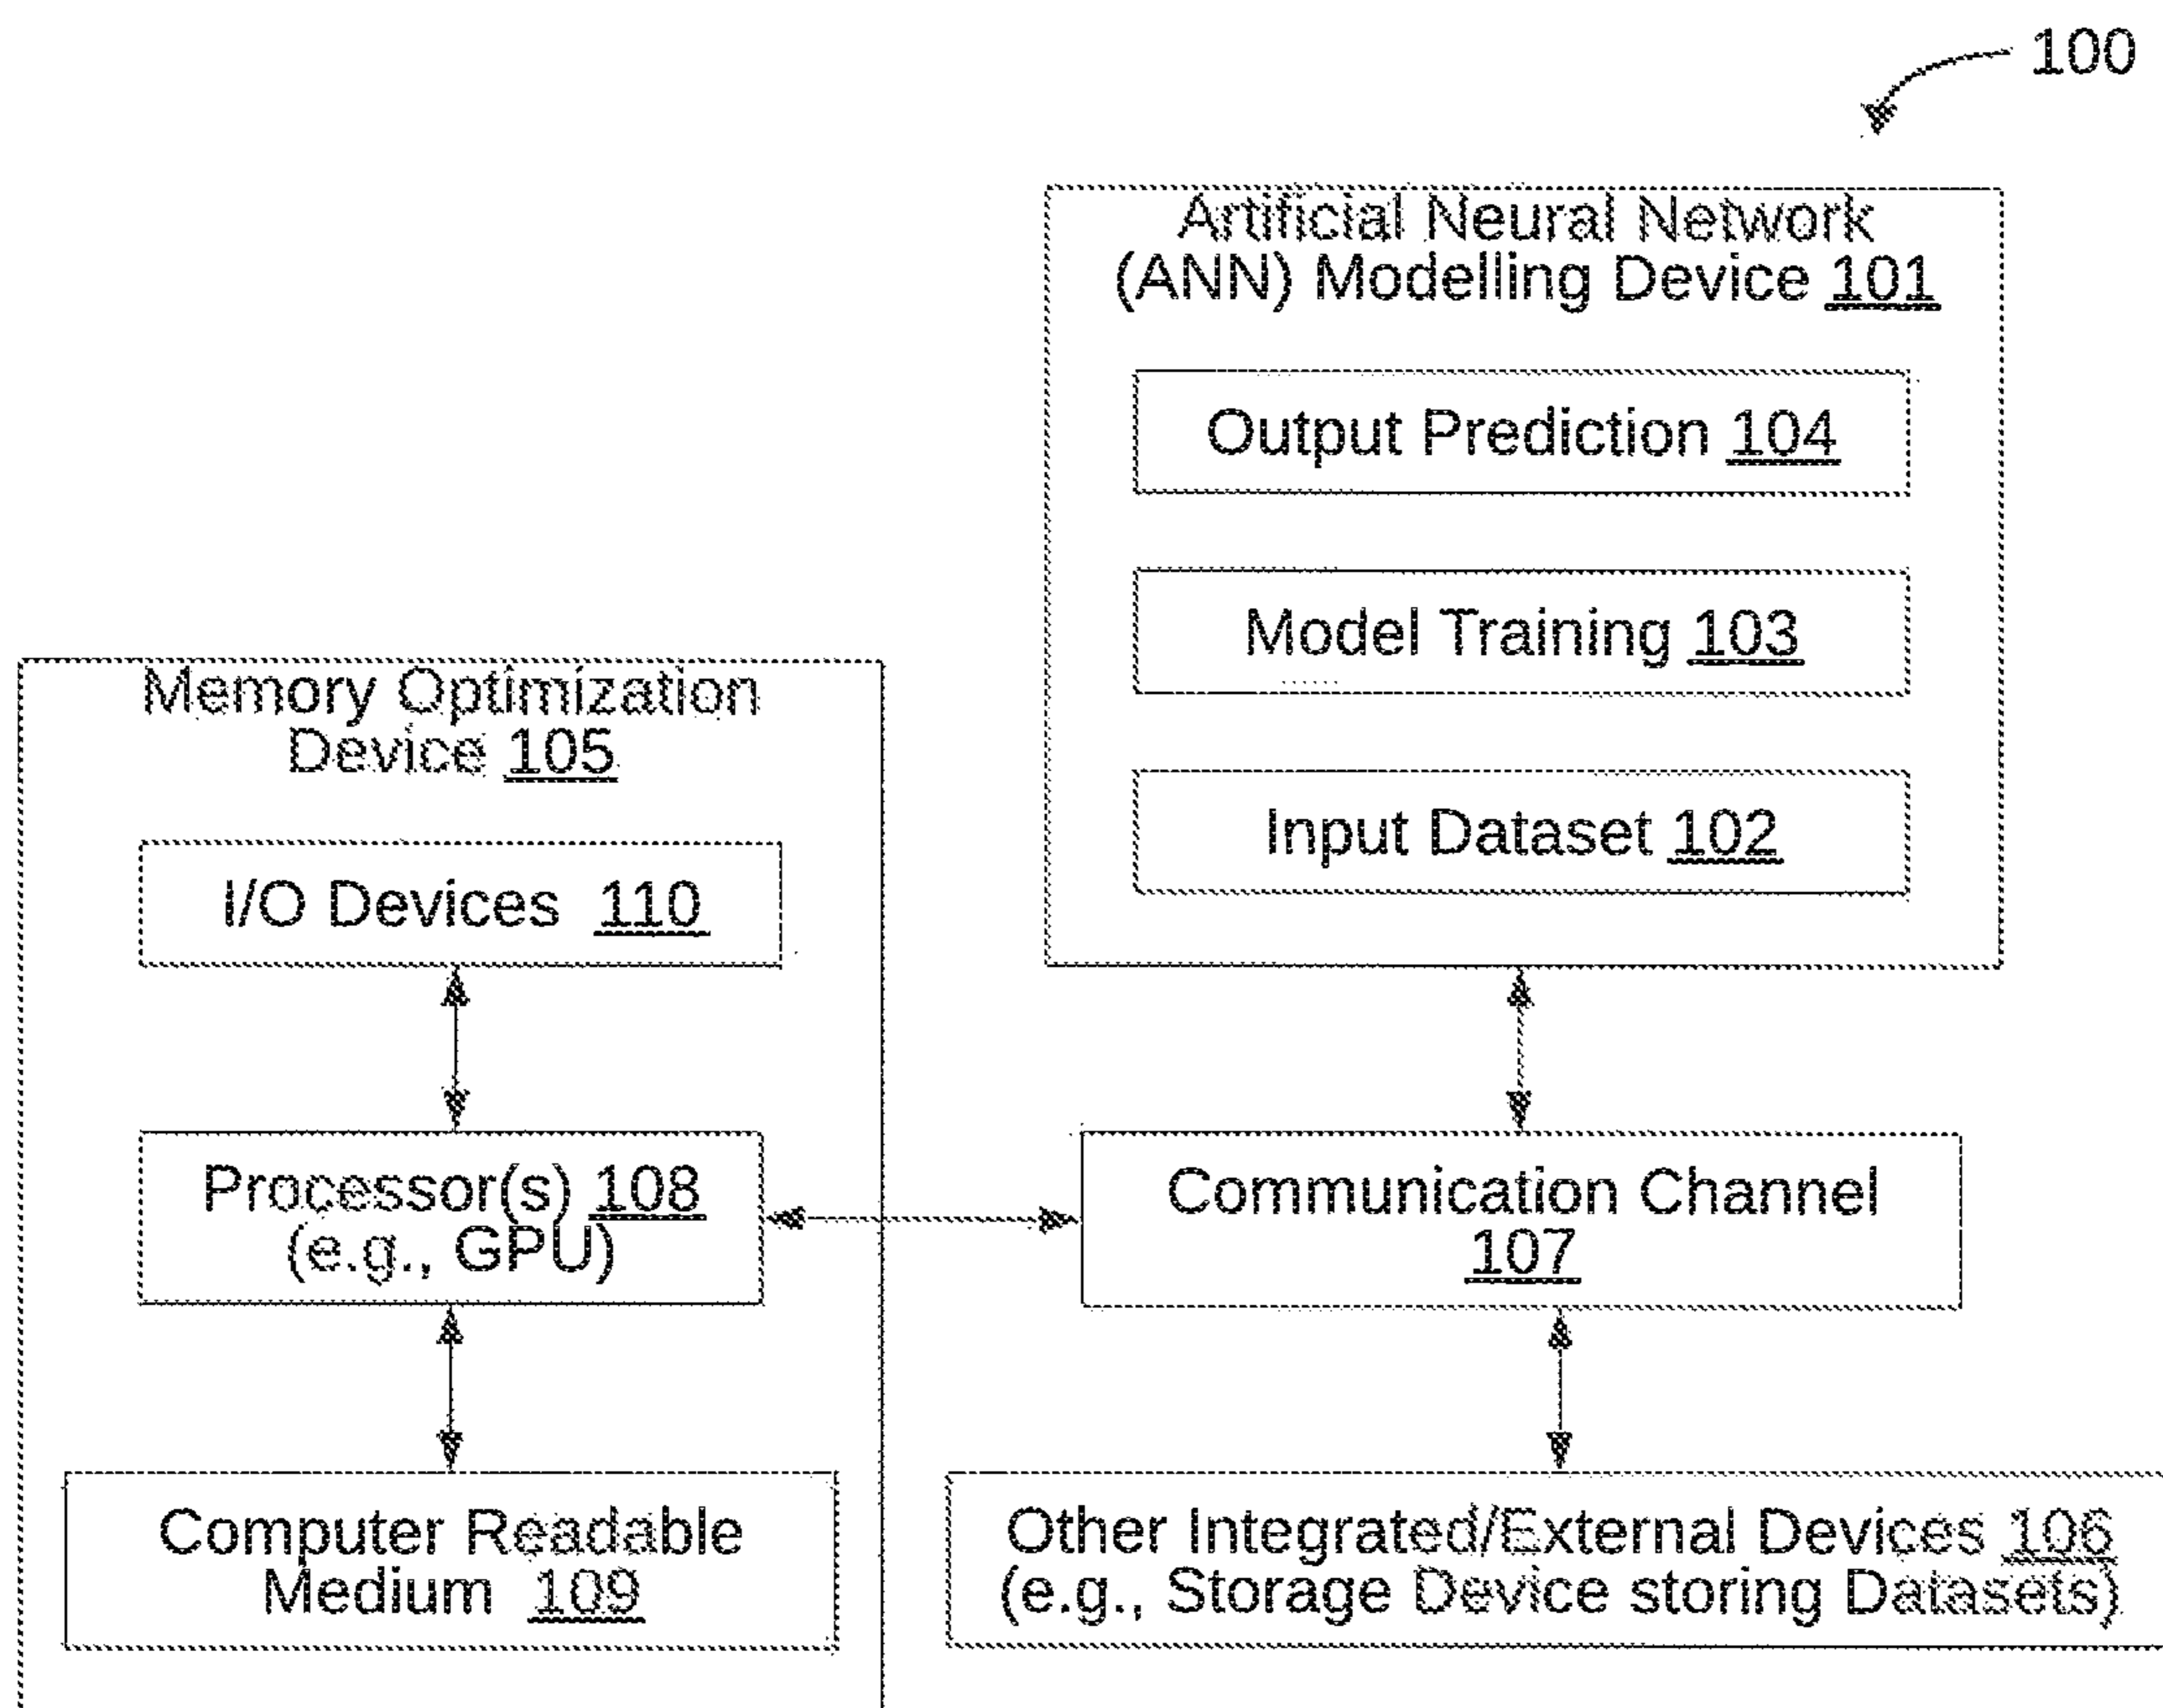 100
Artificial Neural Network
(ANN) Modelling Device 101
Output Prediction 104
Model Training 103
Input Dataset 102
Memory Optimization
Device 105
I/O Devices 110
Processor(s) 108
(e.g., GPU)
Computer Readable
Medium 109
Communication Channel
107
Other Integrated/External Devices 106
(e.g., Storage Device storing Datasets)